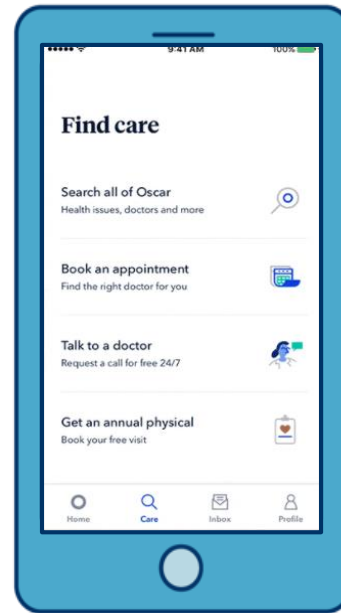 9:41 AM 100%
Find care
Search all of Oscar
Health issues, doctors and more
Book an appointment
Find the right doctor for you
Talk to a doctor
Request a call for free 24/7
Get an annual physical
Book your free visit
Home Care Inbox Profile